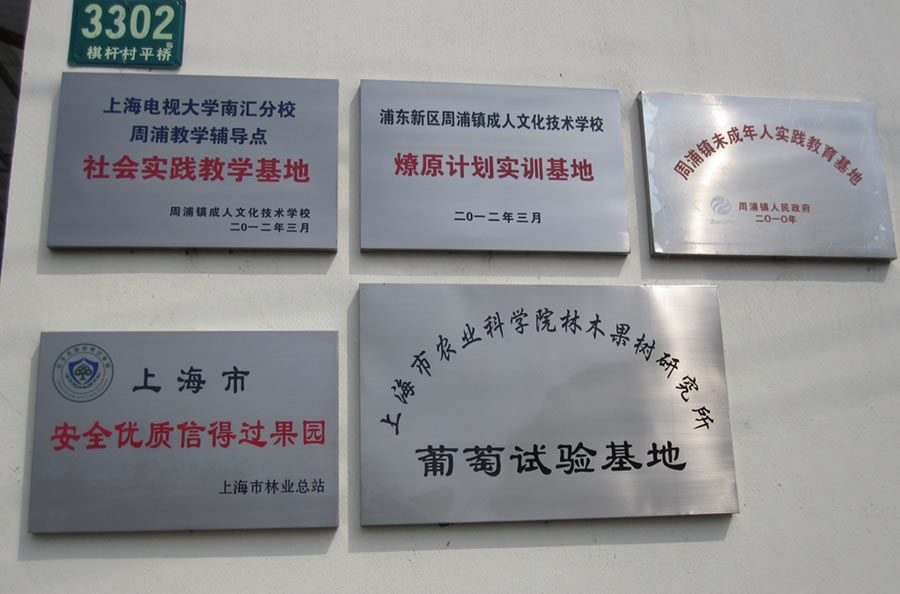 3302
棋杆村平桥
上海电视大学南汇分校
周浦教学辅导点
社会实践教学基地
周浦镇成人文化技术学校
二0一二年三月
浦东新区周浦镇成人文化技术学校
燎原计划实训基地
二0一二年三月
周浦镇未成年人实践教育基地
周浦镇人民政府
二0一0年
上海市
安全优质信得过果园
上海市林业总站
上海市农业科学院林木果树研究所
葡萄试验基地